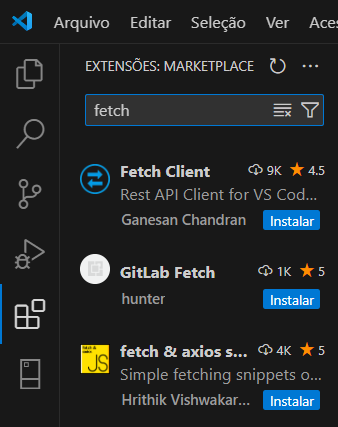 Arquivo Editar Seleção Ver Aces
EXTENSÕES: MARKETPLACE ...
fetch
Fetch Client 9K 4.5
Rest API Client for VS Cod...
Ganesan Chandran Instalar
GitLab Fetch 1K 5
hunter Instalar
fetch & axios s... 4K 5
JS
Simple fetching snippets o...
Hrithik Vishwakar... Instalar